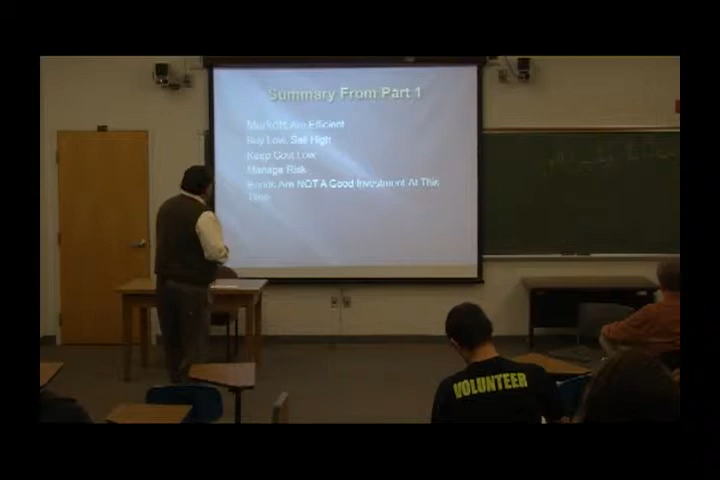 Summary From Part 1
Markets Are Efficient
Buy Low, Sell High
Keep Cost Low
Manage Risk
Bonds Are NOT A Good Investment At This
Time
VOLUNTEER